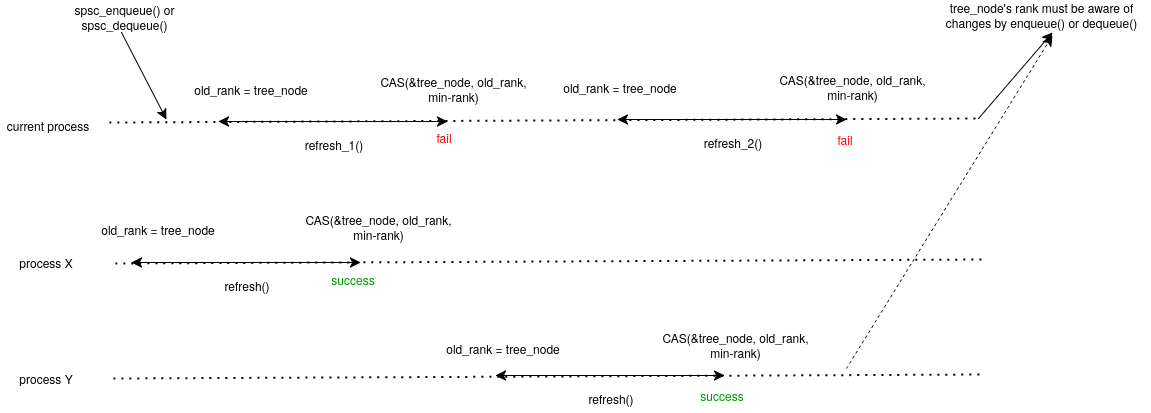 spsc_enqueue() or
spsc_dequeue()
tree_node's rank must be aware of
changes by enqueue() or dequeue()
old_rank = tree_node
CAS(&tree_node, old_rank,
min-rank)
old_rank = tree_node
CAS(&tree_node, old_rank,
min-rank)
current process
refresh_1()
fail
refresh_2()
fail
old_rank = tree_node
CAS(&tree_node, old_rank,
min-rank)
process X
refresh()
success
old_rank = tree_node
CAS(&tree_node, old_rank,
min-rank)
process Y
refresh()
success